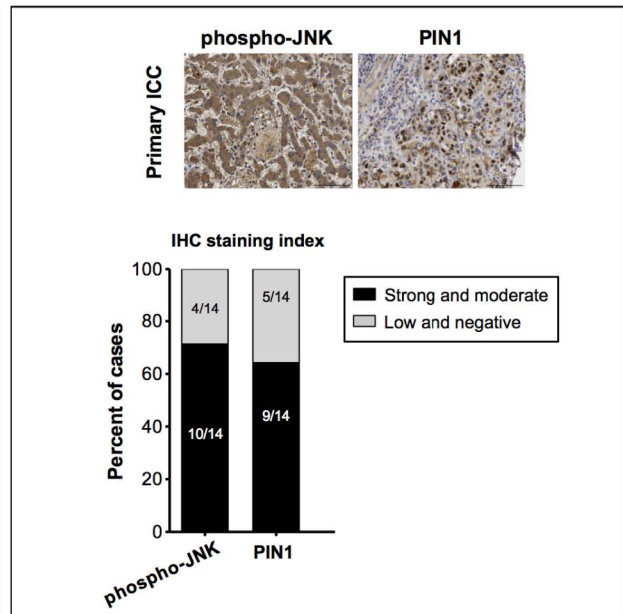 phospho-JNK PIN1
Primary ICC
IHC staining index
100
80
60
40
20
0
Percent of cases
4/14
5/14
10/14
9/14
phospho-JNK
PIN1
Strong and moderate
Low and negative